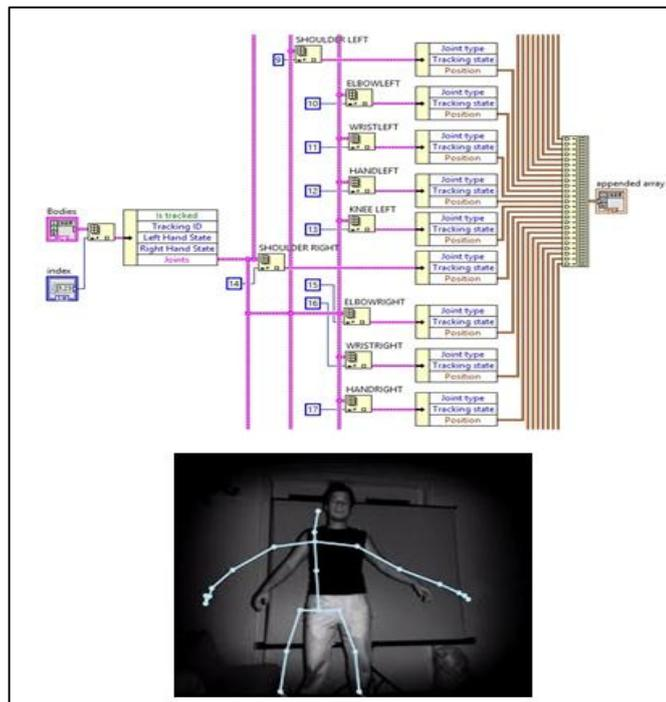 SHOULDER LEFT
9
Joint type
Tracking state
Position
ELBOWLEFT
10
Joint type
Tracking state
Position
WRISTLEFT
11
Joint type
Tracking state
Position
HANDLEFT
12
Joint type
Tracking state
Position
appended array
KNEE LEFT
13
Joint type
Tracking state
Position
Bodies
Is tracked
Tracking ID
Left Hand State
Right Hand State
Joints
index
SHOULDER RIGHT
14
Joint type
Tracking state
Position
15
16
ELBOWRIGHT
Joint type
Tracking state
Position
WRISTRIGHT
Joint type
Tracking state
Position
HANDRIGHT
17
Joint type
Tracking state
Position